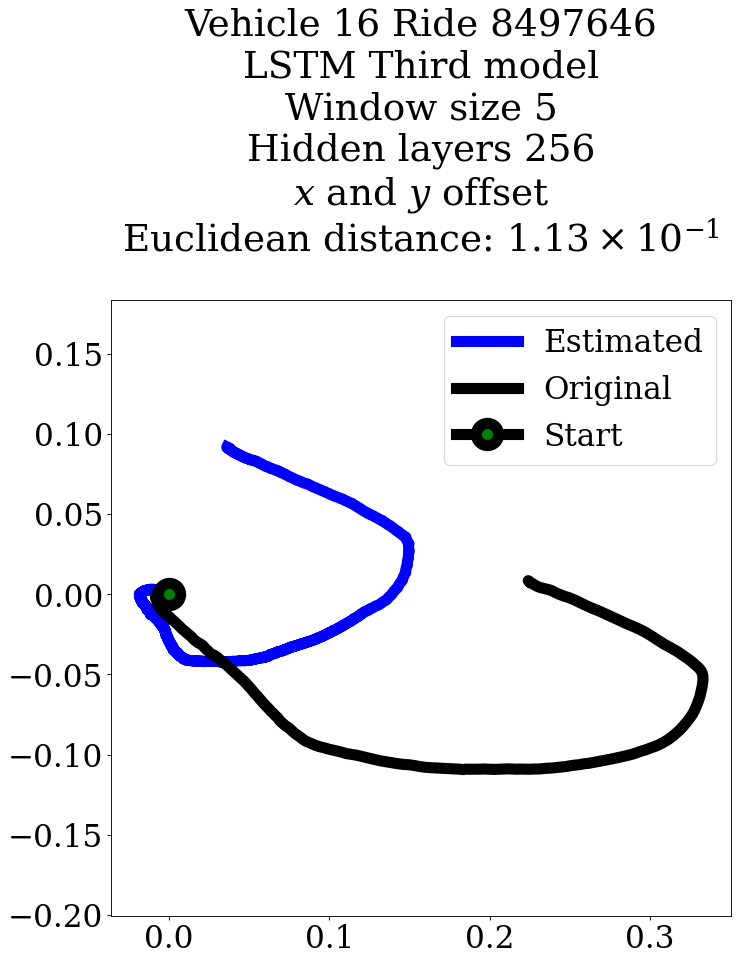 Vehicle 16 Ride 8497646
LSTM Third model
Window size 5
Hidden layers 256
x and y offset
Euclidean distance: 1.13 × 10⁻¹
Estimated
Original
Start
0.15
0.10
0.05
0.00
−0.05
−0.10
−0.15
−0.20
0.0 0.1 0.2 0.3